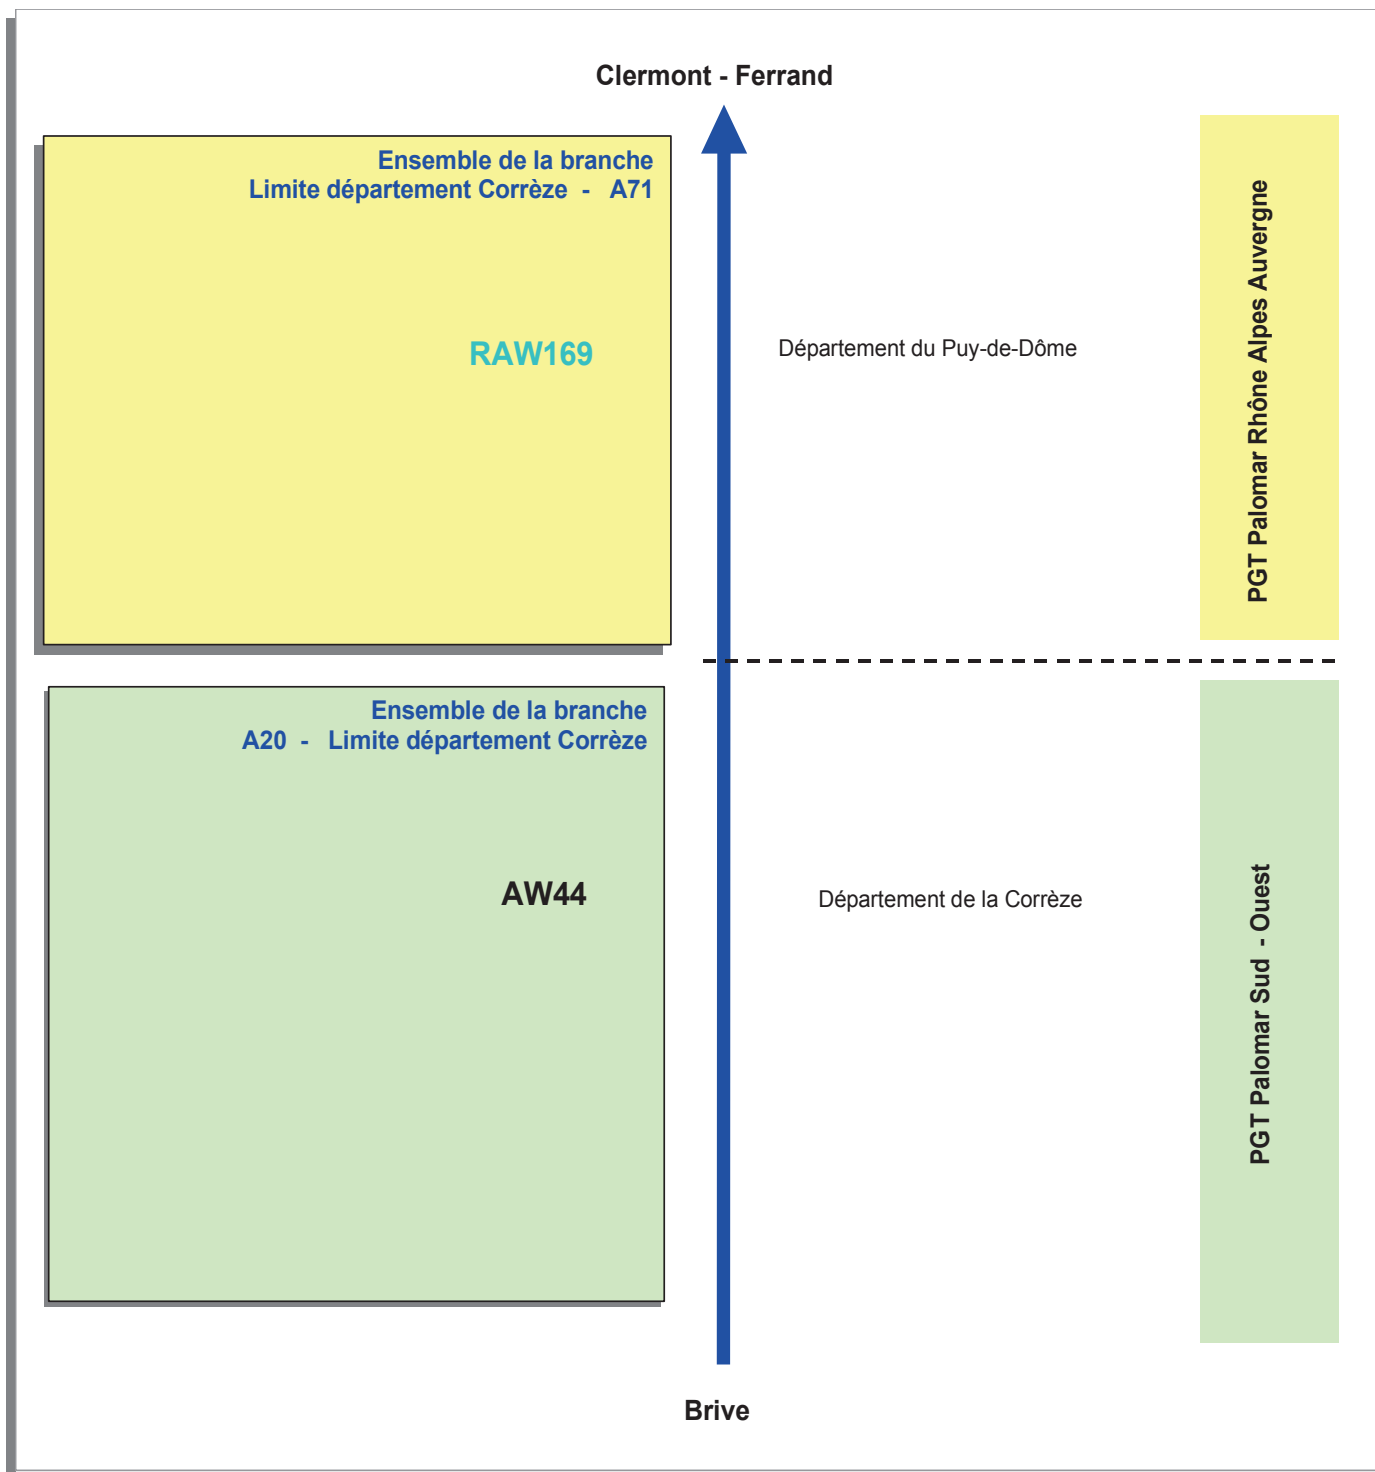 Clermont - Ferrand
Ensemble de la branche
Limite département Corrèze - A71
RAW169
Département du Puy-de-Dôme
PGT Palomar Rhône Alpes Auvergne
Ensemble de la branche
A20 - Limite département Corrèze
AW44
Département de la Corrèze
PGT Palomar Sud - Ouest
Brive